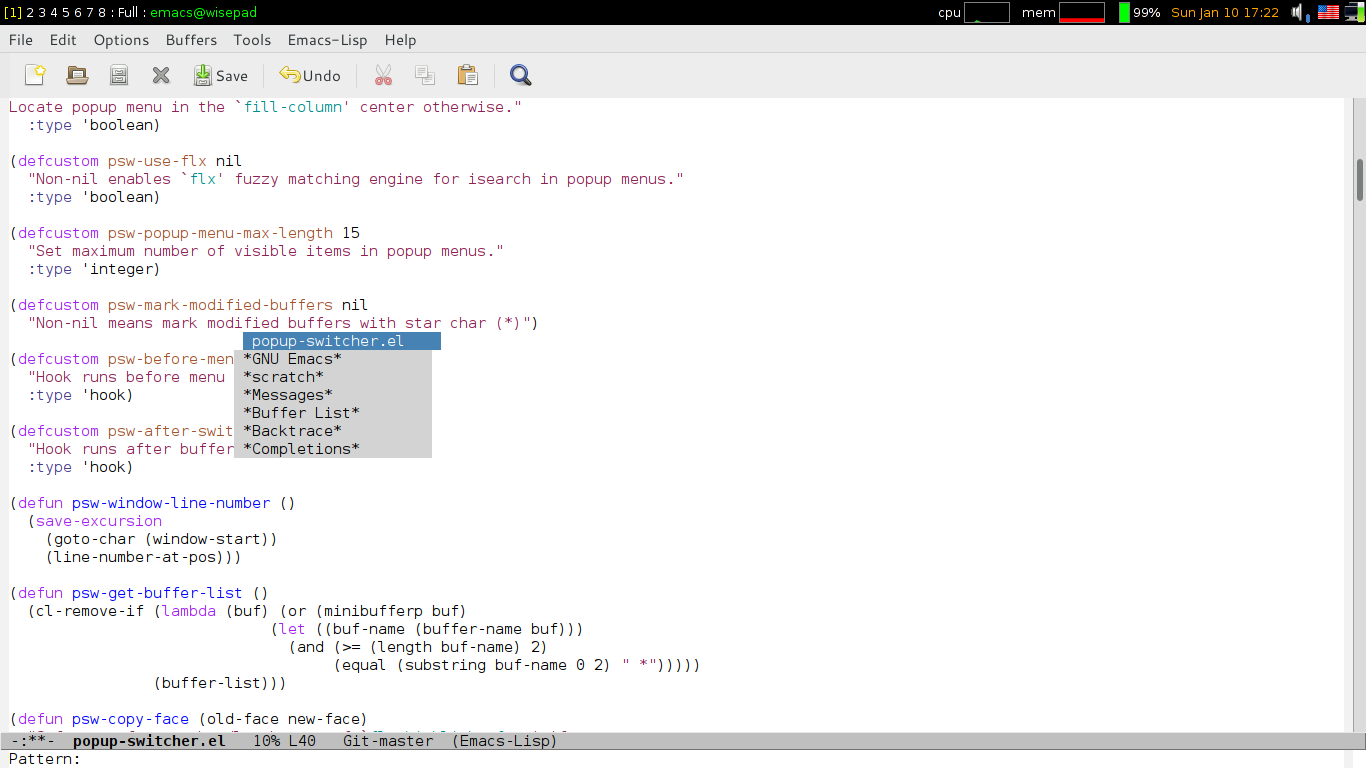 [1] 2 3 4 5 6 7 8 : Full : emacs@wisepad cpu mem 99% Sun Jan 10 17:22
File Edit Options Buffers Tools Emacs-Lisp Help
Save Undo
Locate popup menu in the `fill-column' center otherwise."
  :type 'boolean)
(defcustom psw-use-flx nil
  "Non-nil enables `flx' fuzzy matching engine for isearch in popup menus."
  :type 'boolean)
(defcustom psw-popup-menu-max-length 15
  "Set maximum number of visible items in popup menus."
  :type 'integer)
(defcustom psw-mark-modified-buffers nil
  "Non-nil means mark modified buffers with star char (*)")
popup-switcher.el
(defcustom psw-before-men *GNU Emacs*
  "Hook runs before menu *scratch*
  :type 'hook) *Messages*
*Buffer List*
(defcustom psw-after-swit *Backtrace*
  "Hook runs after buffer *Completions*
  :type 'hook)
(defun psw-window-line-number ()
  (save-excursion
    (goto-char (window-start))
    (line-number-at-pos)))
(defun psw-get-buffer-list ()
  (cl-remove-if (lambda (buf) (or (minibufferp buf)
                             (let ((buf-name (buffer-name buf)))
                               (and (>= (length buf-name) 2)
                                    (equal (substring buf-name 0 2) " *")))))
                (buffer-list)))
(defun psw-copy-face (old-face new-face)
-:**-  popup-switcher.el   10% L40   Git-master  (Emacs-Lisp)
Pattern: